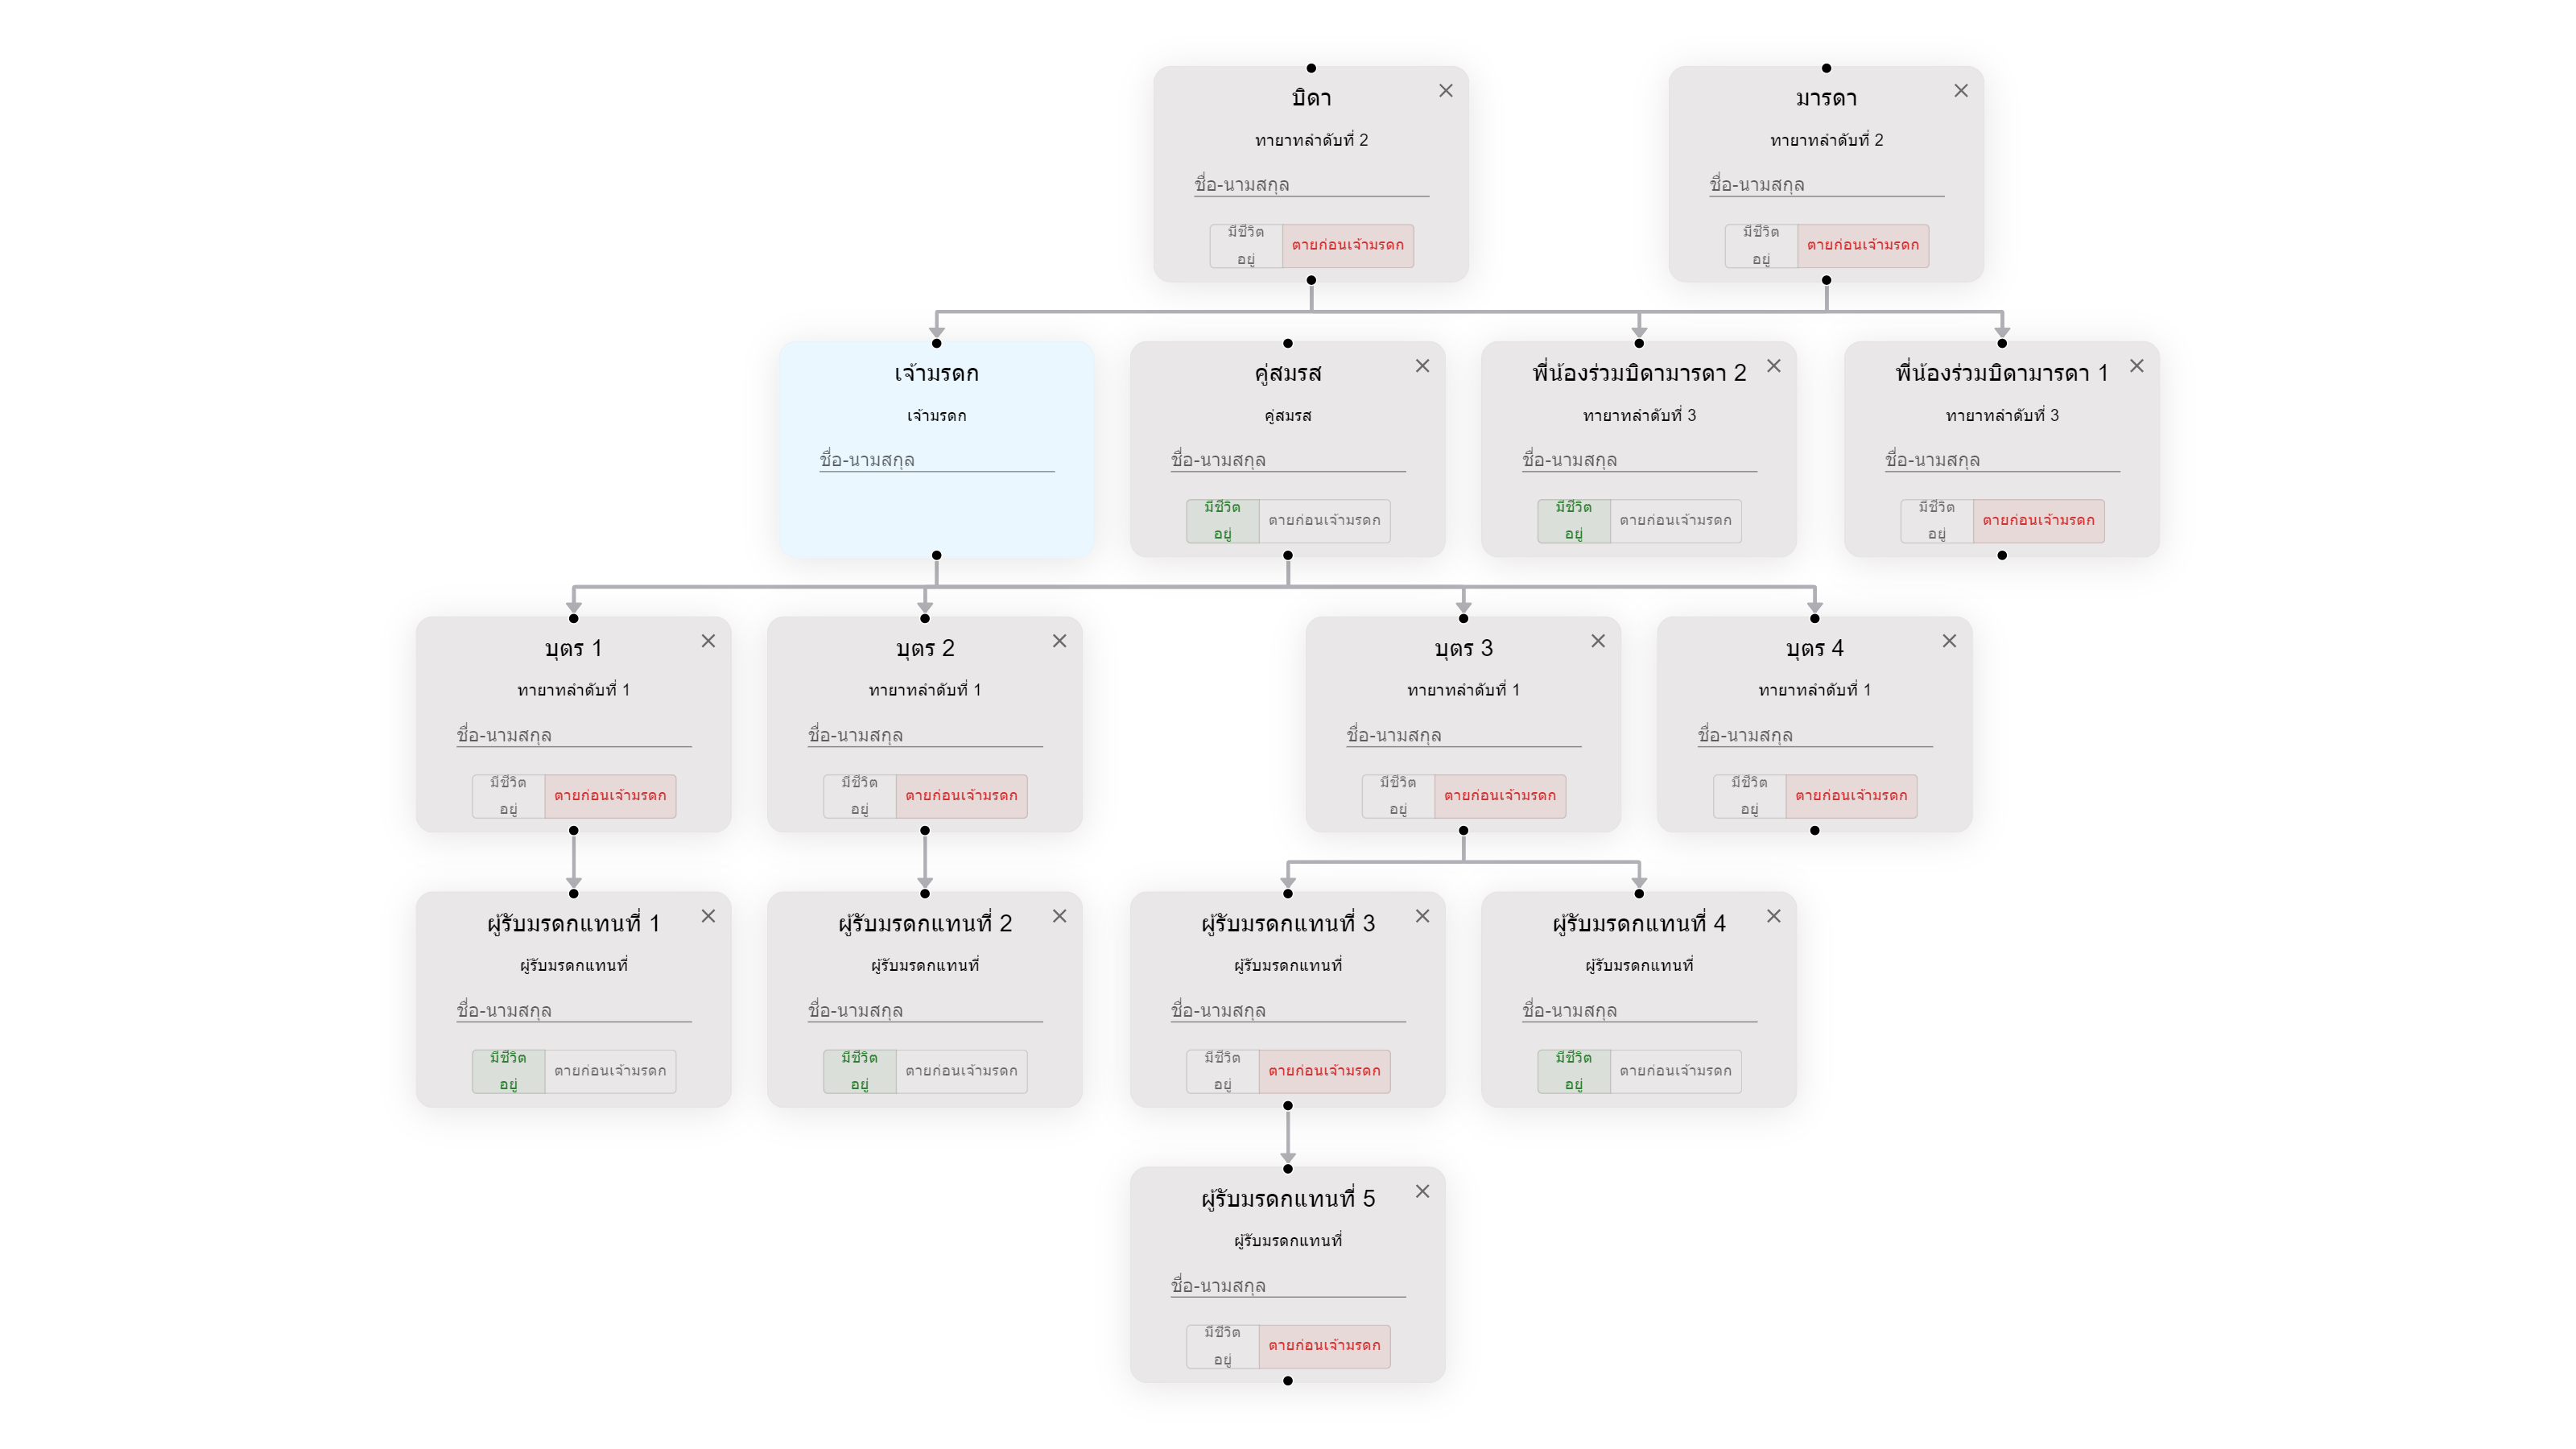 บิดา
ทายาทลำดับที่ 2
ชื่อ-นามสกุล
มีชีวิต
อยู่
ตายก่อนเจ้ามรดก
มารดา
ทายาทลำดับที่ 2
ชื่อ-นามสกุล
มีชีวิต
อยู่
ตายก่อนเจ้ามรดก
เจ้ามรดก
เจ้ามรดก
ชื่อ-นามสกุล
คู่สมรส
คู่สมรส
ชื่อ-นามสกุล
มีชีวิต
อยู่
ตายก่อนเจ้ามรดก
พี่น้องร่วมบิดามารดา 2
ทายาทลำดับที่ 3
ชื่อ-นามสกุล
มีชีวิต
อยู่
ตายก่อนเจ้ามรดก
พี่น้องร่วมบิดามารดา 1
ทายาทลำดับที่ 3
ชื่อ-นามสกุล
มีชีวิต
อยู่
ตายก่อนเจ้ามรดก
บุตร 1
ทายาทลำดับที่ 1
ชื่อ-นามสกุล
มีชีวิต
อยู่
ตายก่อนเจ้ามรดก
บุตร 2
ทายาทลำดับที่ 1
ชื่อ-นามสกุล
มีชีวิต
อยู่
ตายก่อนเจ้ามรดก
บุตร 3
ทายาทลำดับที่ 1
ชื่อ-นามสกุล
มีชีวิต
อยู่
ตายก่อนเจ้ามรดก
บุตร 4
ทายาทลำดับที่ 1
ชื่อ-นามสกุล
มีชีวิต
อยู่
ตายก่อนเจ้ามรดก
ผู้รับมรดกแทนที่ 1
ผู้รับมรดกแทนที่
ชื่อ-นามสกุล
มีชีวิต
อยู่
ตายก่อนเจ้ามรดก
ผู้รับมรดกแทนที่ 2
ผู้รับมรดกแทนที่
ชื่อ-นามสกุล
มีชีวิต
อยู่
ตายก่อนเจ้ามรดก
ผู้รับมรดกแทนที่ 3
ผู้รับมรดกแทนที่
ชื่อ-นามสกุล
มีชีวิต
อยู่
ตายก่อนเจ้ามรดก
ผู้รับมรดกแทนที่ 4
ผู้รับมรดกแทนที่
ชื่อ-นามสกุล
มีชีวิต
อยู่
ตายก่อนเจ้ามรดก
ผู้รับมรดกแทนที่ 5
ผู้รับมรดกแทนที่
ชื่อ-นามสกุล
มีชีวิต
อยู่
ตายก่อนเจ้ามรดก